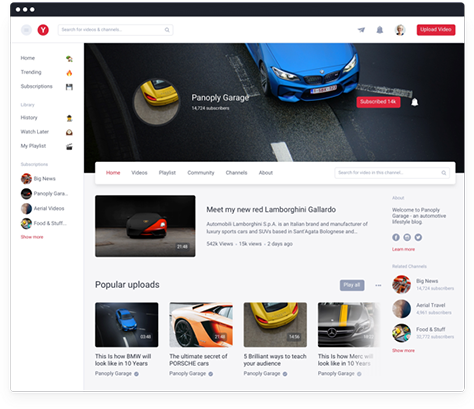 Y
Search for videos & channels...
Upload Video
Home
Trending
Subscriptions
Library
History
Watch Later
My Playlist
Subscriptions
Big News
Panoply Gara...
Aerial Videos
Food & Stuff...
Show more
Panoply Garage
14,724 subscribers
Subscribed 14k
Home Videos Playlist Community Channels About
Search for video in this channel...
21:48
Meet my new red Lamborghini Gallardo
Automobili Lamborghini S.p.A. is an Italian brand and manufacturer of
luxury sports cars and SUVs based in Sant'Agata Bolognese and...
542k Views · 15k views · 2 days ago
About
Welcome to Panoply
Garage - an automotive
lifestyle blog.
Learn more
Related Channels
Big News
14,724 subscribers
Aerial Travel
4,981 subscribers
Food & Stuff
32,772 subscribers
Show more
Popular uploads
Play all
03:48
21:48
14:56
This Is how BMW will
look like in 10 Years
Panoply Garage
The ultimate secret of
PORSCHE cars
Panoply Garage
5 Brilliant ways to teach
your audience
Panoply Garage
This Is how Merc will
look like in 10 Years
Panoply Garage